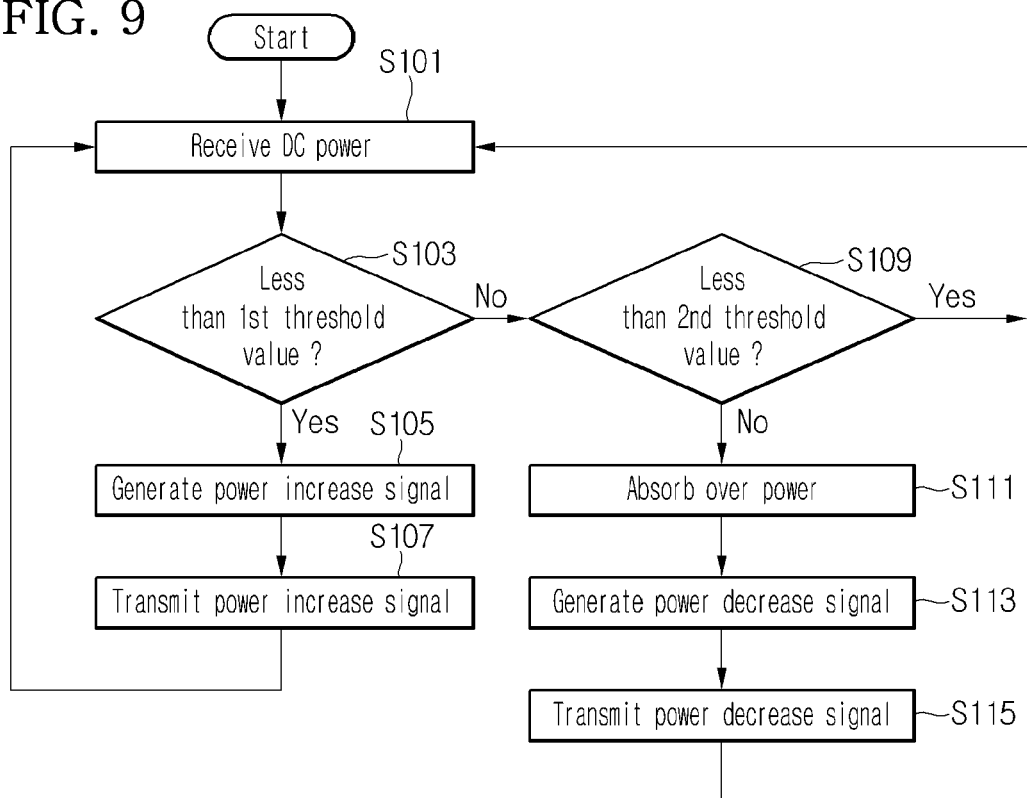 FIG. 9
Start
S101
Receive DC power
S103
Less
than 1st threshold
value ?
No
Yes
S109
Less
than 2nd threshold
value ?
Yes
No
S105
Generate power increase signal
S107
Transmit power increase signal
Absorb over power
S111
Generate power decrease signal
S113
Transmit power decrease signal
S115